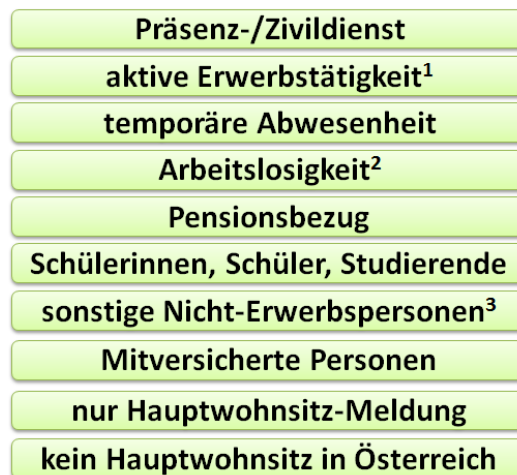 Präsenz-/Zivildienst
aktive Erwerbstätigkeit¹
temporäre Abwesenheit
Arbeitslosigkeit²
Pensionsbezug
Schülerinnen, Schüler, Studierende
sonstige Nicht-Erwerbspersonen³
Mitversicherte Personen
nur Hauptwohnsitz-Meldung
kein Hauptwohnsitz in Österreich